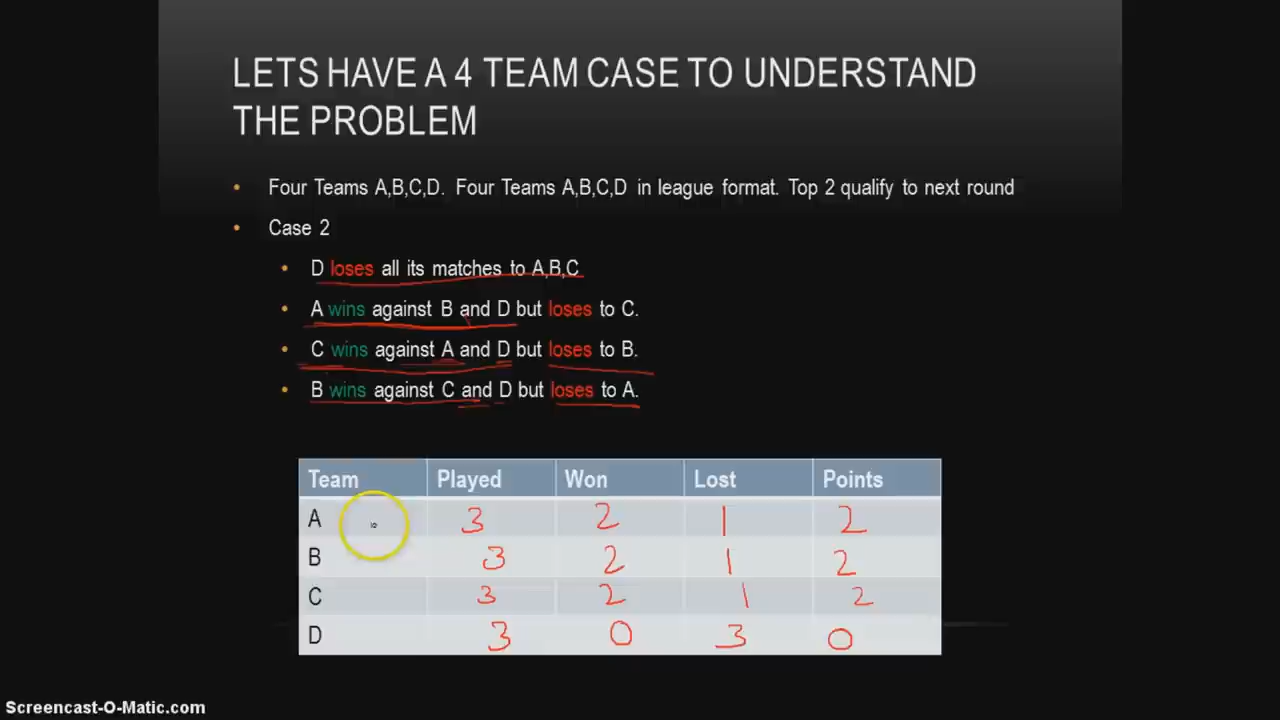 LETS HAVE A 4 TEAM CASE TO UNDERSTAND
THE PROBLEM
• Four Teams A,B,C,D. Four Teams A,B,C,D in league format. Top 2 qualify to next round
• Case 2
• D loses all its matches to A,B,C
• A wins against B and D but loses to C.
• C wins against A and D but loses to B.
• B wins against C and D but loses to A.
Team Played Won Lost Points
A 3 2 1 2
B 3 2 1 2
C 3 2 1 2
D 3 0 3 0
Screencast-O-Matic.com